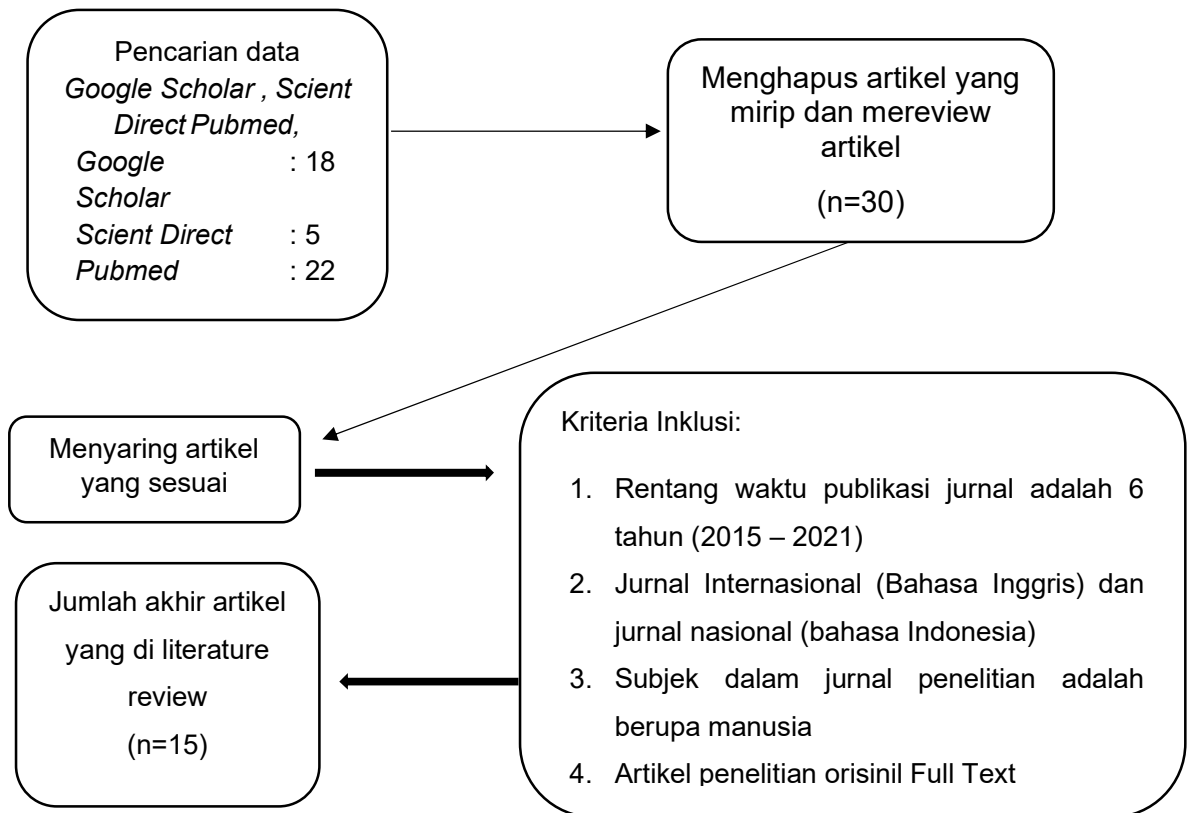 Pencarian data
Google Scholar , Scient
Direct Pubmed,
Google : 18
Scholar
Scient Direct : 5
Pubmed : 22
Menghapus artikel yang
mirip dan mereview
artikel
(n=30)
Menyaring artikel
yang sesuai
Kriteria Inklusi:
1. Rentang waktu publikasi jurnal adalah 6
tahun (2015 – 2021)
2. Jurnal Internasional (Bahasa Inggris) dan
jurnal nasional (bahasa Indonesia)
3. Subjek dalam jurnal penelitian adalah
berupa manusia
4. Artikel penelitian orisinil Full Text
Jumlah akhir artikel
yang di literature
review
(n=15)